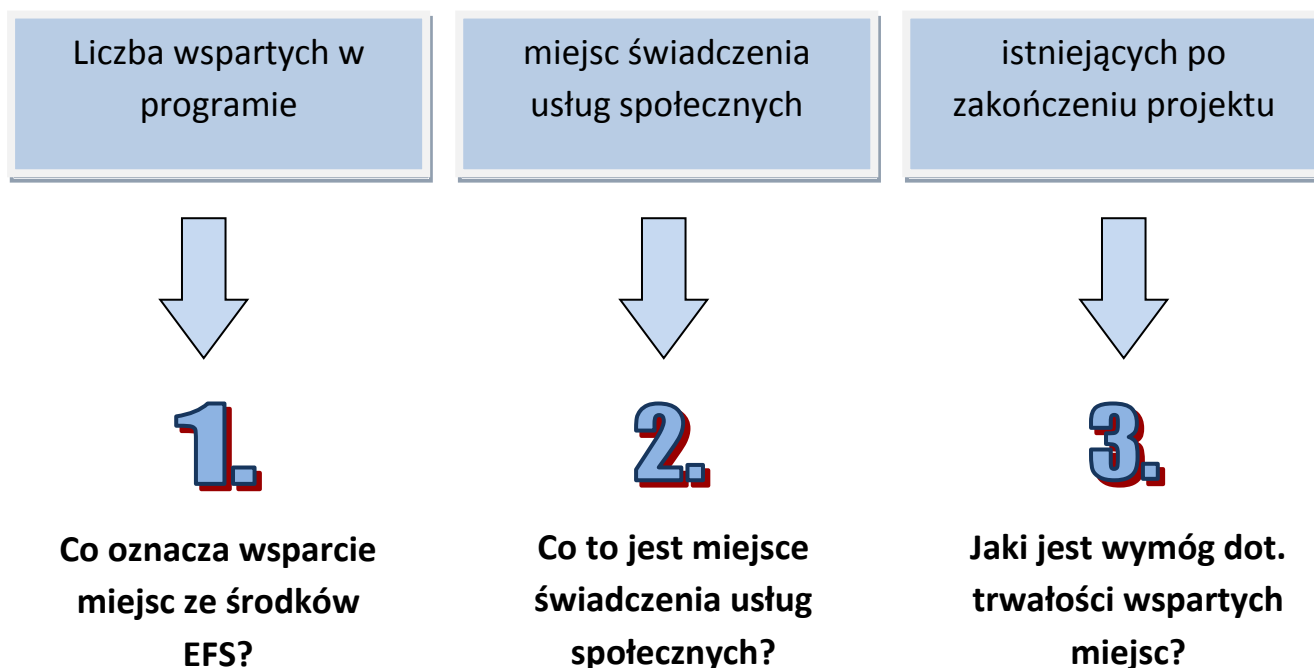 Liczba wspartych w
programie
miejsc świadczenia
usług społecznych
istniejących po
zakończeniu projektu
1.
2.
3.
Co oznacza wsparcie
miejsc ze środków
EFS?
Co to jest miejsce
świadczenia usług
społecznych?
Jaki jest wymóg dot.
trwałości wspartych
miejsc?